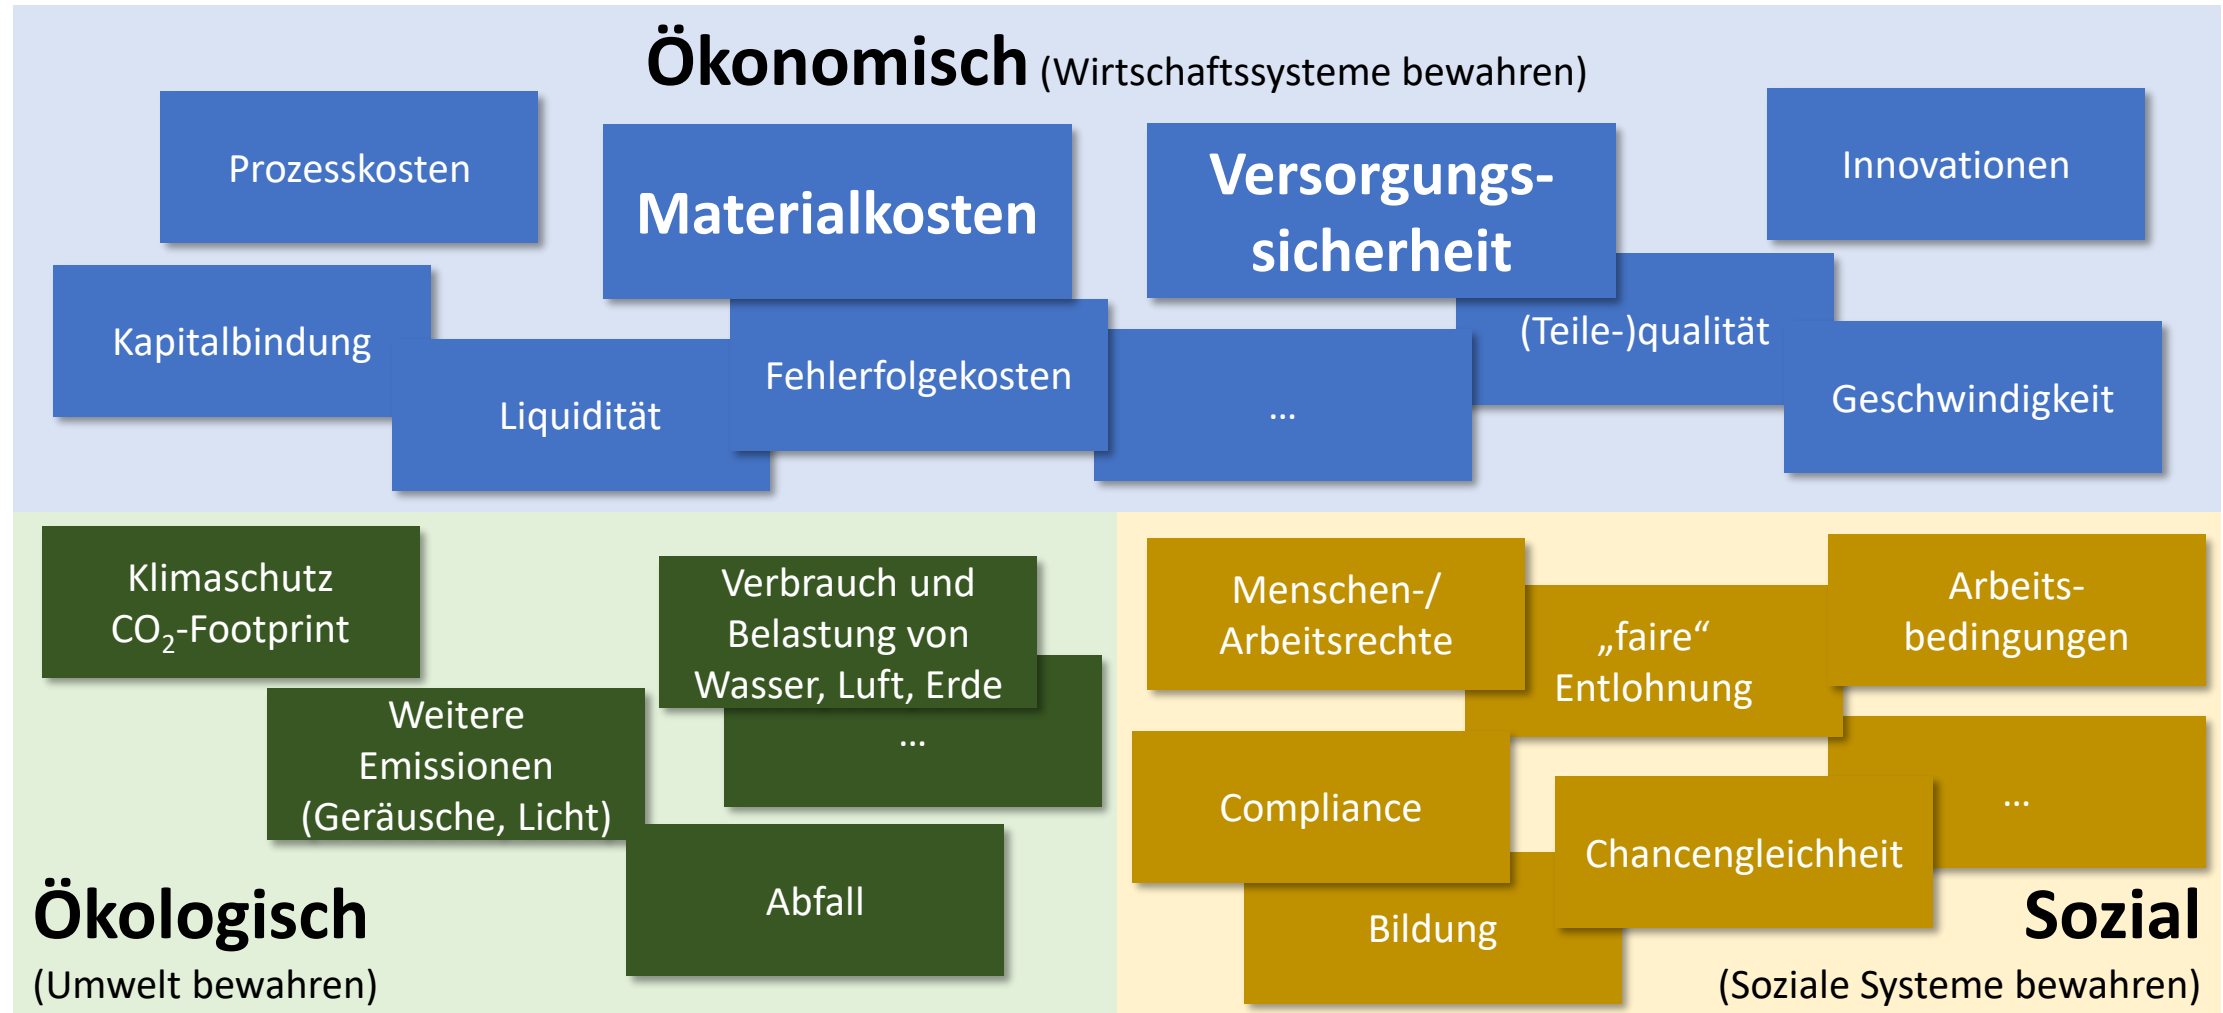 Ökonomisch (Wirtschaftssysteme bewahren)
Prozesskosten
Materialkosten
Versorgungs-
sicherheit
Innovationen
Kapitalbindung
Liquidität
Fehlerfolgekosten
...
(Teile-)qualität
Geschwindigkeit
Klimaschutz
CO₂-Footprint
Verbrauch und
Belastung von
Wasser, Luft, Erde
...
Weitere
Emissionen
(Geräusche, Licht)
Abfall
Ökologisch
(Umwelt bewahren)
Menschen-/
Arbeitsrechte
„faire“
Entlohnung
Arbeits-
bedingungen
Compliance
Chancengleichheit
...
Bildung
Sozial
(Soziale Systeme bewahren)